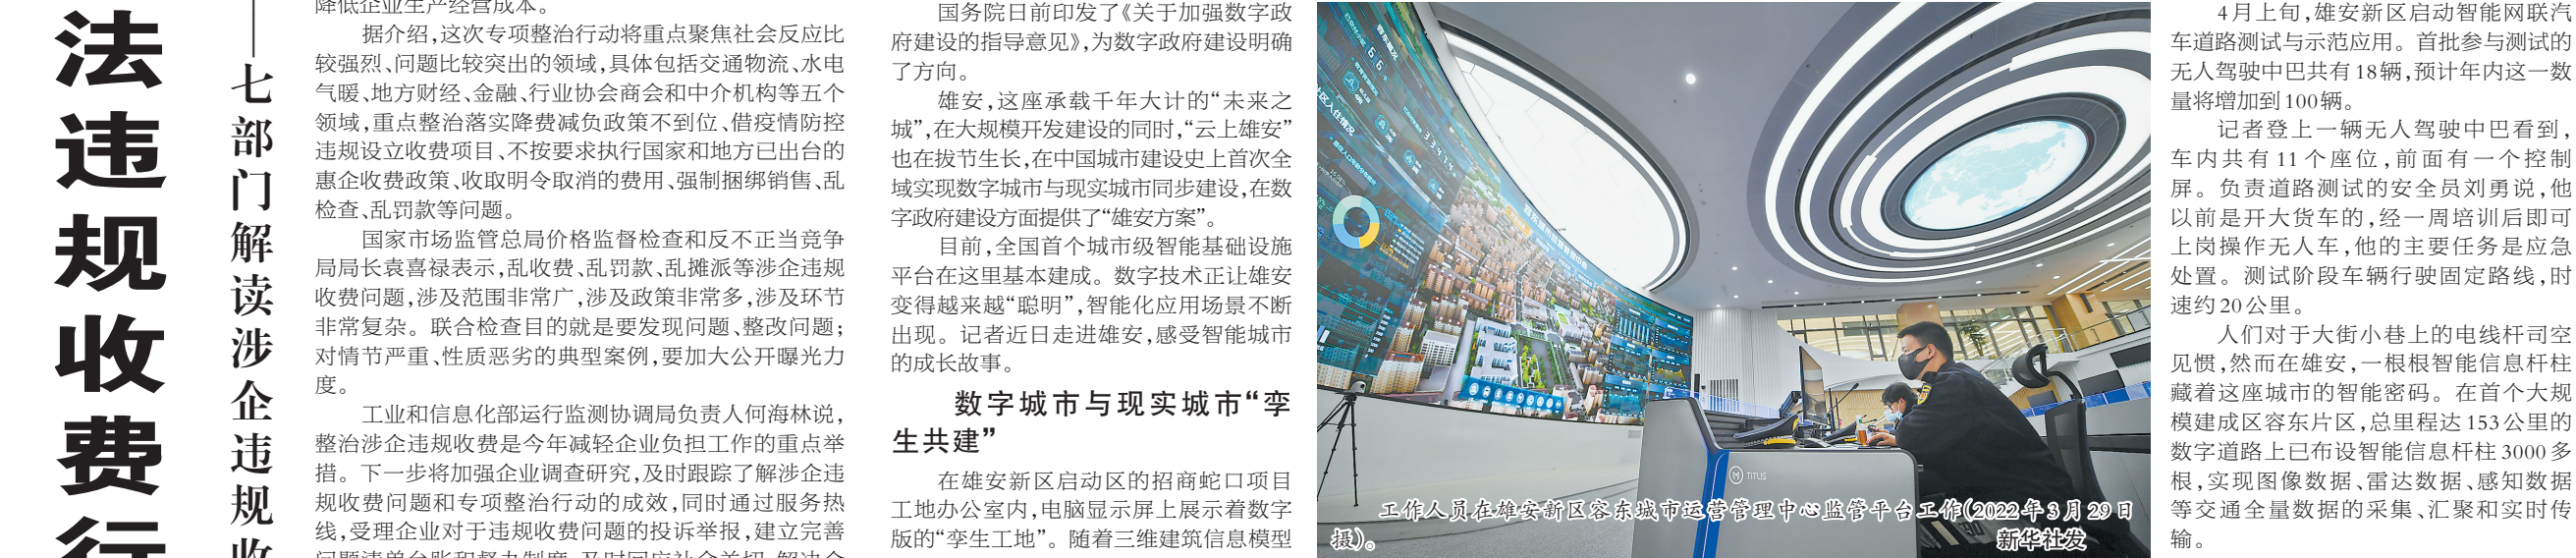 法违规收费行
——七部门解读涉企违规收
降低企业生产经营成本。
据介绍,这次专项整治行动将重点聚焦社会反应比
较强烈、问题比较突出的领域,具体包括交通物流、水电
气暖、地方财经、金融、行业协会商会和中介机构等五个
领域,重点整治落实降费减负政策不到位、借疫情防控
违规设立收费项目、不按要求执行国家和地方已出台的
惠企收费政策、收取明令取消的费用、强制捆绑销售、乱
检查、乱罚款等问题。
国家市场监管总局价格监督检查和反不正当竞争
局局长袁喜禄表示,乱收费、乱罚款、乱摊派等涉企违规
收费问题,涉及范围非常广,涉及政策非常多,涉及环节
非常复杂。联合检查目的就是要发现问题、整改问题;
对情节严重、性质恶劣的典型案例,要加大公开曝光力
度。
工业和信息化部运行监测协调局负责人何海林说,
整治涉企违规收费是今年减轻企业负担工作的重点举
措。下一步将加强企业调查研究,及时跟踪了解涉企违
规收费问题和专项整治行动的成效,同时通过服务热
线,受理企业对于违规收费问题的投诉举报,建立完善
问题清单台账和督办制度,及时回应社会关切,解决企
国务院日前印发了《关于加强数字政
府建设的指导意见》,为数字政府建设明确
了方向。
雄安,这座承载千年大计的“未来之
城”,在大规模开发建设的同时,“云上雄安”
也在拔节生长,在中国城市建设史上首次全
域实现数字城市与现实城市同步建设,在数
字政府建设方面提供了“雄安方案”。
目前,全国首个城市级智能基础设施
平台在这里基本建成。数字技术正让雄安
变得越来越“聪明”,智能化应用场景不断
出现。记者近日走进雄安,感受智能城市
的成长故事。
数字城市与现实城市“孪
生共建”
在雄安新区启动区的招商蛇口项目
工地办公室内,电脑显示屏上展示着数字
版的“孪生工地”。随着三维建筑信息模型
TITUS
工作人员在雄安新区容东城市运营管理中心监管平台工作(2022年3月29日
摄)。 新华社发
4月上旬,雄安新区启动智能网联汽
车道路测试与示范应用。首批参与测试的
无人驾驶中巴共有18辆,预计年内这一数
量将增加到100辆。
记者登上一辆无人驾驶中巴看到,
车内共有11个座位,前面有一个控制
屏。负责道路测试的安全员刘勇说,他
以前是开大货车的,经一周培训后即可
上岗操作无人车,他的主要任务是应急
处置。测试阶段车辆行驶固定路线,时
速约20公里。
人们对于大街小巷上的电线杆司空
见惯,然而在雄安,一根根智能信息杆柱
藏着这座城市的智能密码。在首个大规
模建成区容东片区,总里程达153公里的
数字道路上已布设智能信息杆柱3000多
根,实现图像数据、雷达数据、感知数据
等交通全量数据的采集、汇聚和实时传
输。